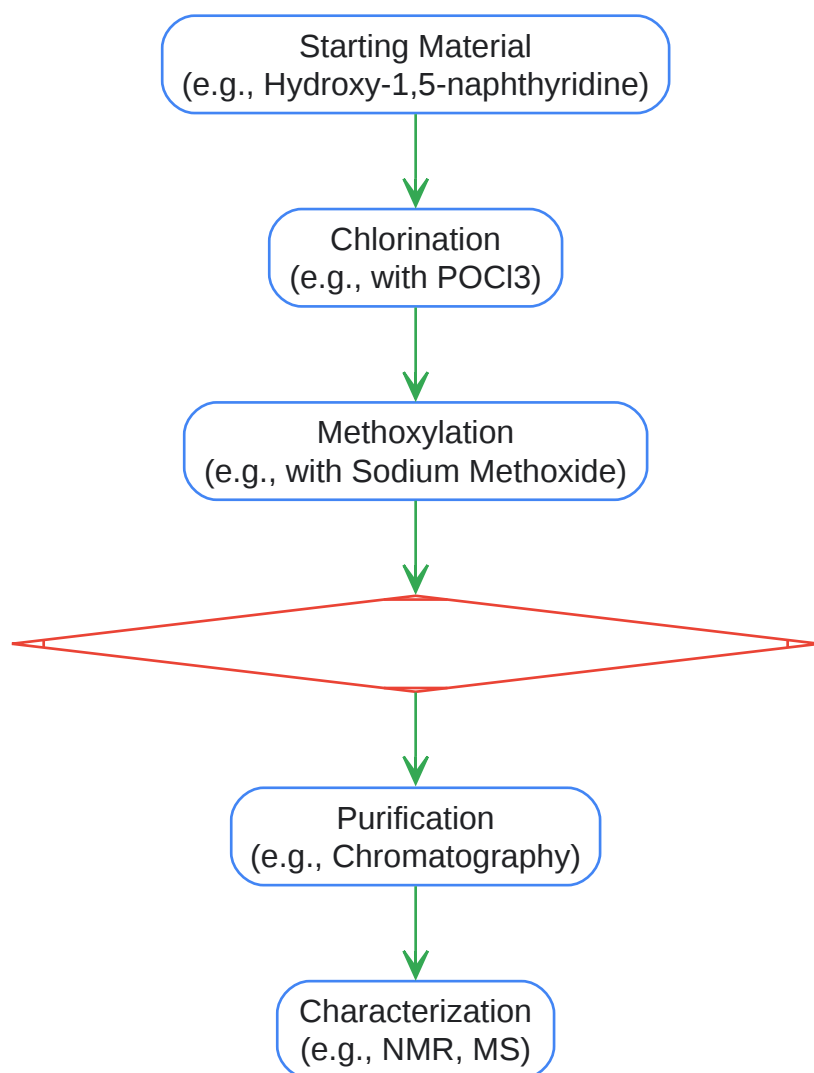 Starting Material
(e.g., Hydroxy-1,5-naphthyridine)
Chlorination
(e.g., with POCl3)
Methoxylation
(e.g., with Sodium Methoxide)
Purification
(e.g., Chromatography)
Characterization
(e.g., NMR, MS)